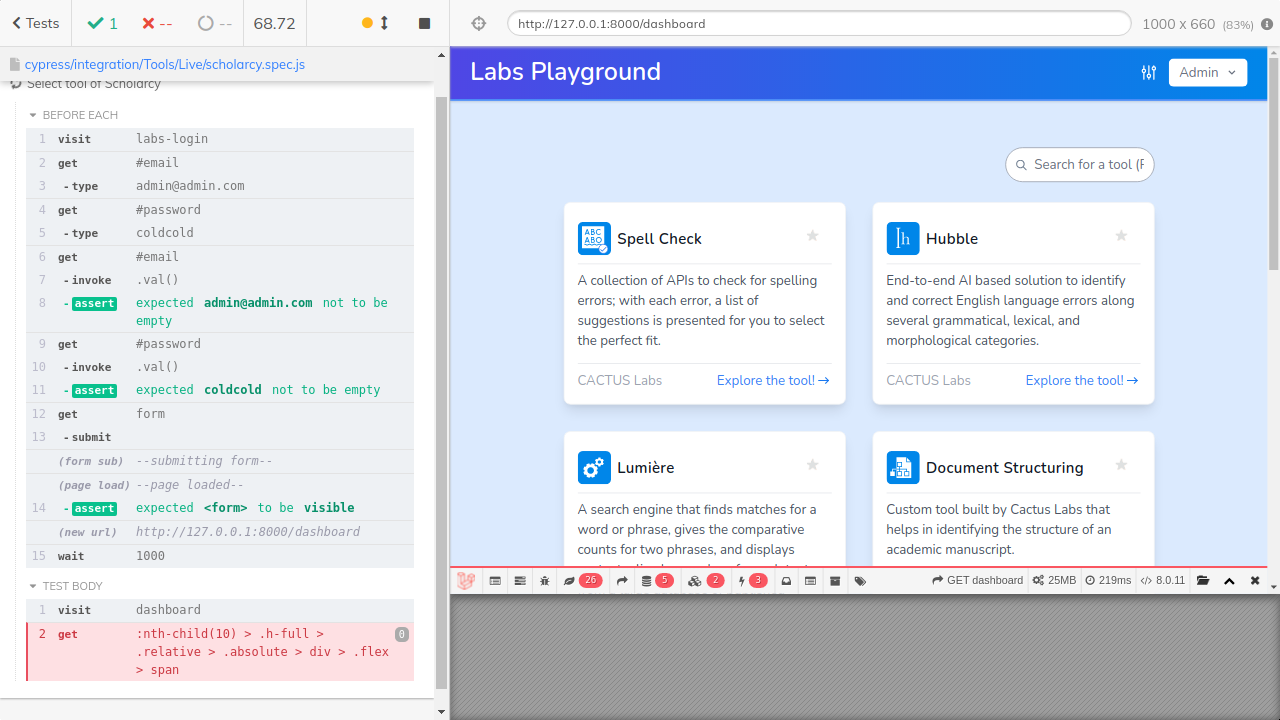 Tests
1
--
--
68.72
http://127.0.0.1:8000/dashboard
1000 x 660 (83%)
cypress/integration/Tools/Live/scholarcy.spec.js
Select tool of Scholarcy
BEFORE EACH
1 visit labs-login
2 get #email
3 - type admin@admin.com
4 get #password
5 - type coldcold
6 get #email
7 - invoke .val()
8 - assert expected admin@admin.com not to be
empty
9 get #password
10 - invoke .val()
11 - assert expected coldcold not to be empty
12 get form
13 - submit
(form sub) --submitting form--
(page load) --page loaded--
14 - assert expected <form> to be visible
(new url) http://127.0.0.1:8000/dashboard
15 wait 1000
TEST BODY
1 visit dashboard
2 get :nth-child(10) > .h-full > 0
.relative > .absolute > div > .flex
> span
Labs Playground
Admin
Search for a tool (F
ABC
ABO
Spell Check
A collection of APIs to check for spelling
errors; with each error, a list of
suggestions is presented for you to select
the perfect fit.
CACTUS Labs Explore the tool! →
Hubble
End-to-end AI based solution to identify
and correct English language errors along
several grammatical, lexical, and
morphological categories.
CACTUS Labs Explore the tool! →
Lumière
A search engine that finds matches for a
word or phrase, gives the comparative
counts for two phrases, and displays
Document Structuring
Custom tool built by Cactus Labs that
helps in identifying the structure of an
academic manuscript.
26 5 2 3 GET dashboard 25MB 219ms 8.0.11